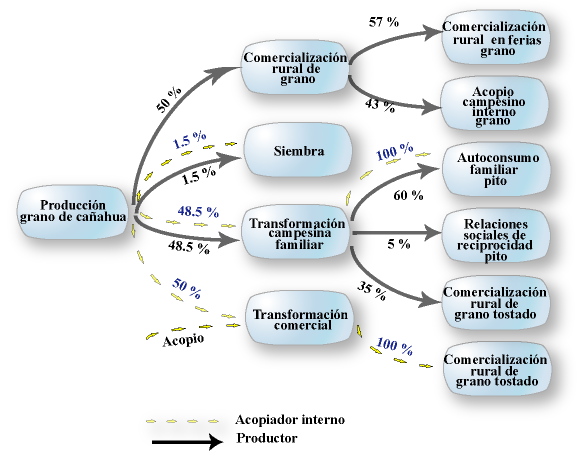 57 %
Comercialización
rural en ferias
grano
Comercialización
rural de
grano
50 %
43 %
Acopio
campesino
interno
grano
1.5 %
Siembra
1.5 %
100 %
Autoconsumo
familiar
pito
60 %
Producción
grano de cañahua
48.5 %
Transformación
campesina
familiar
48.5 %
5 %
Relaciones
sociales de
reciprocidad
pito
35 %
Comercialización
rural de
grano tostado
50 %
Transformación
comercial
Acopio
100 %
Comercialización
rural de
grano tostado
Acopiador interno
Productor